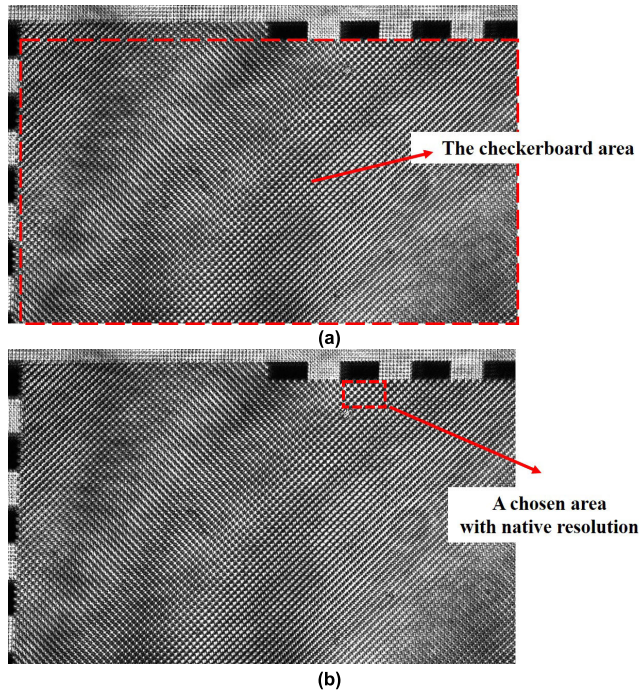 The checkerboard area
(a)
A chosen area
with native resolution
(b)